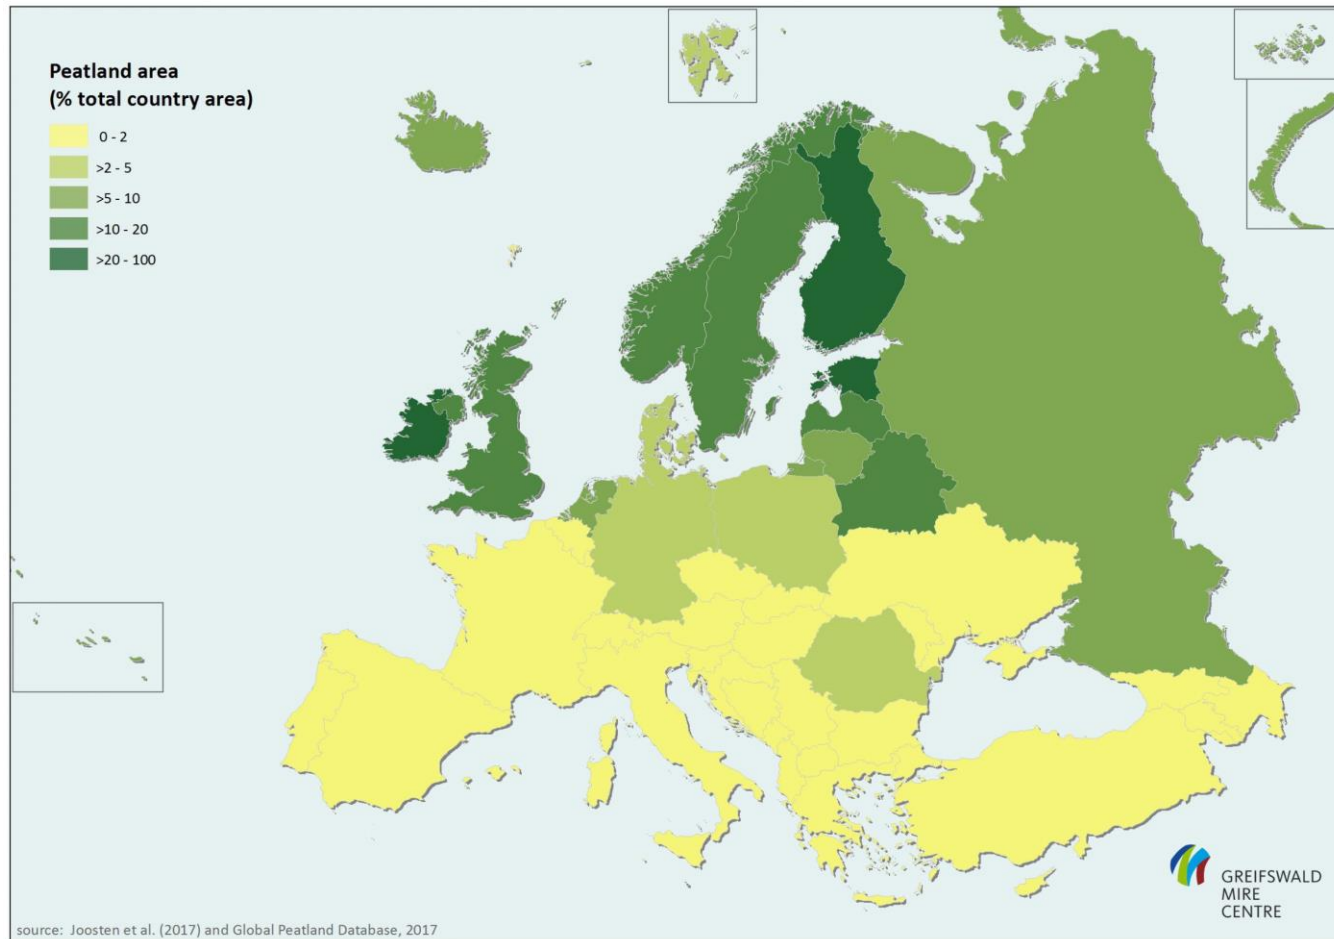 Peatland area
(% total country area)
0 - 2
>2 - 5
>5 - 10
>10 - 20
>20 - 100
GREIFSWALD
MIRE
CENTRE
source: Joosten et al. (2017) and Global Peatland Database, 2017